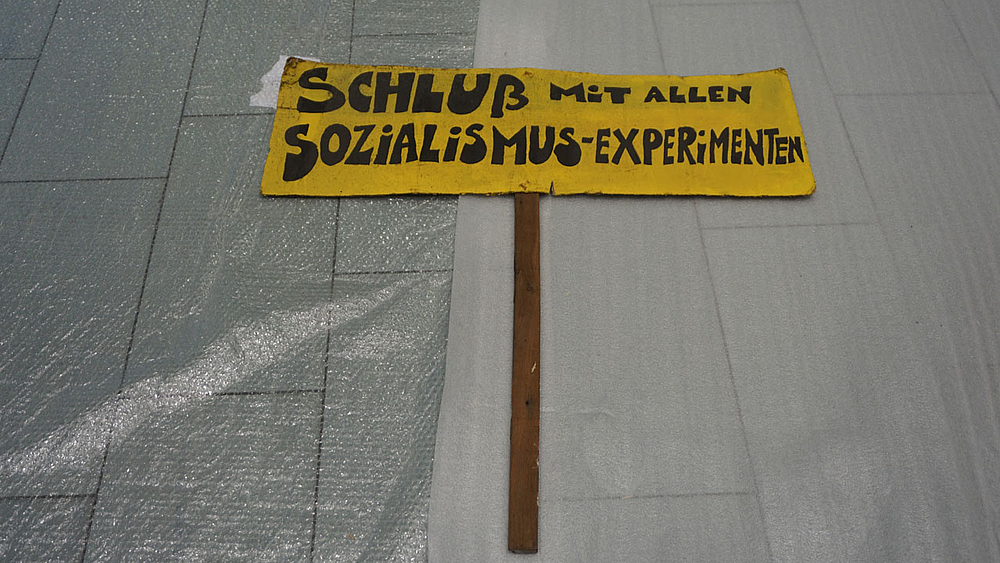 SCHLUß MiT ALLEN
SOZiALiSMUS-EXPERiMENTEN